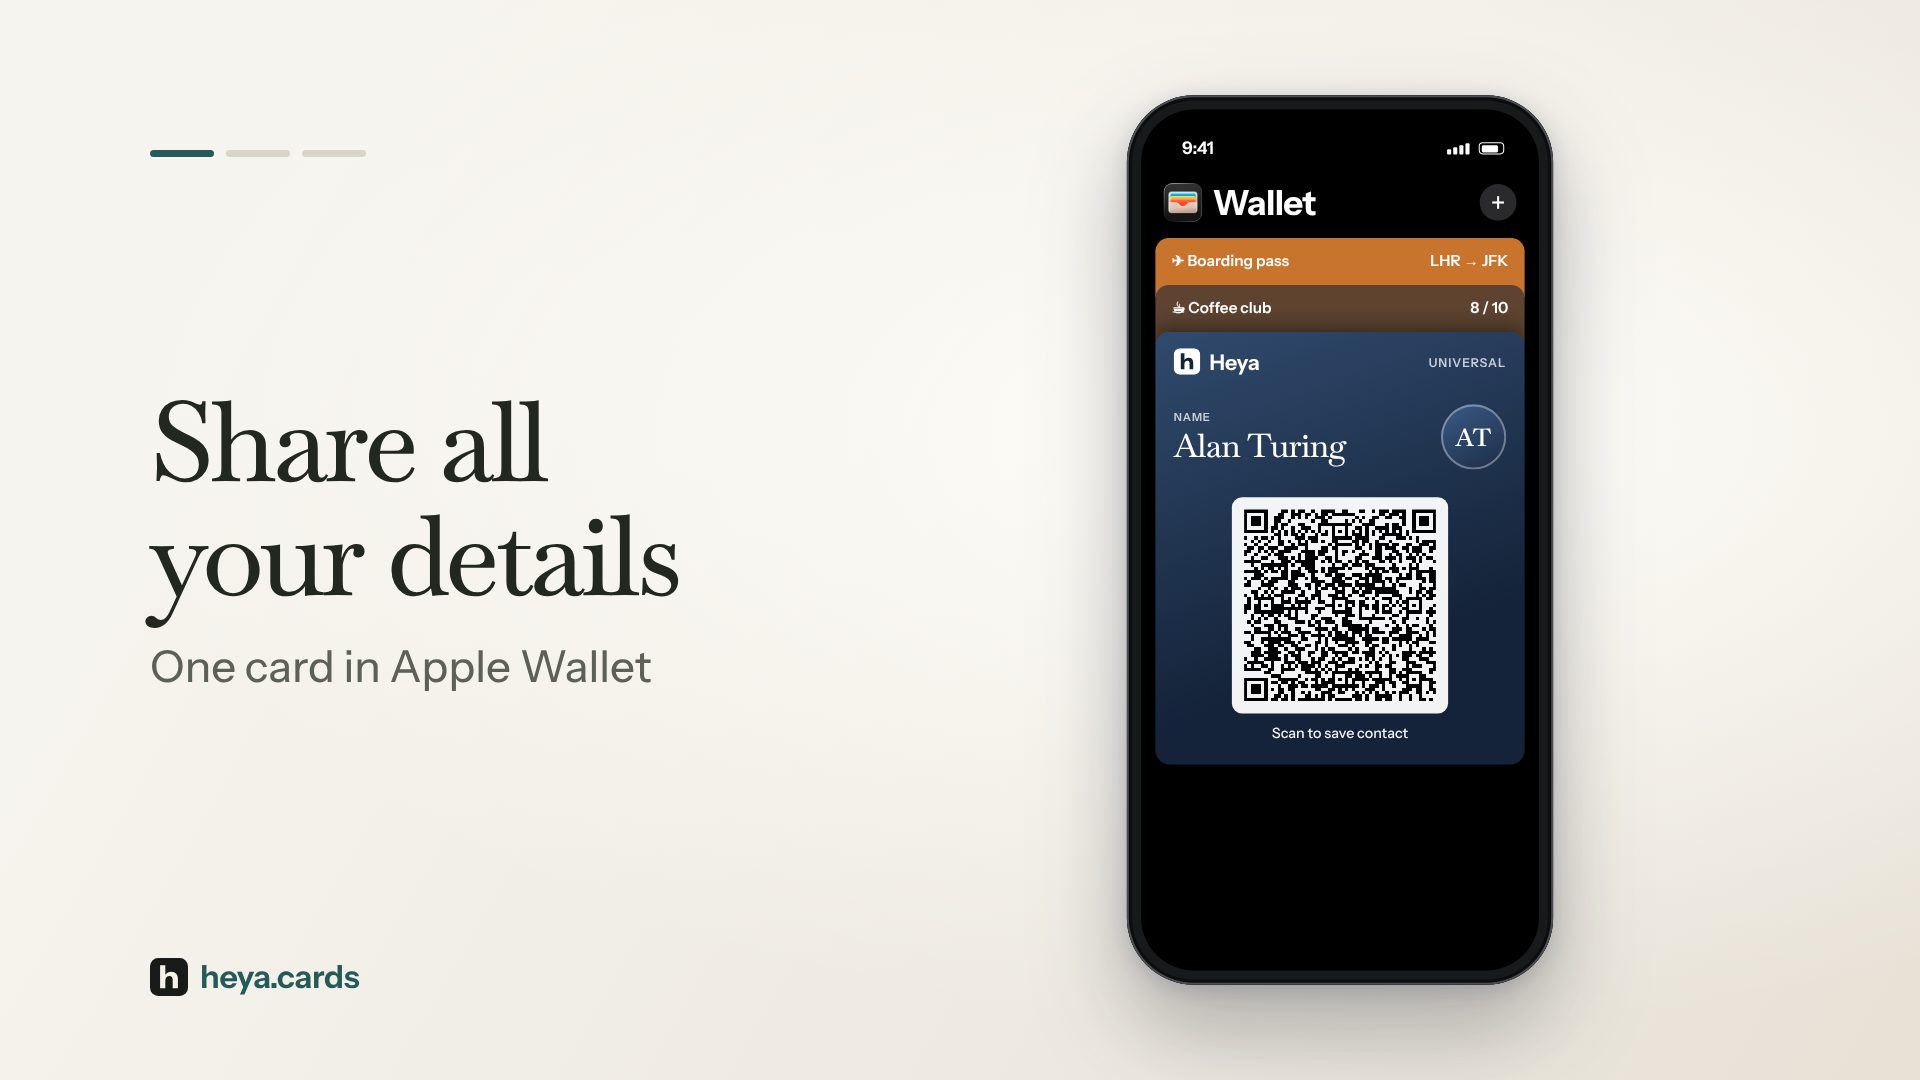 Share all
your details
One card in Apple Wallet
h heya.cards
9:41
Wallet
✈ Boarding pass LHR → JFK
☕ Coffee club 8 / 10
h Heya UNIVERSAL
NAME
Alan Turing AT
Scan to save contact